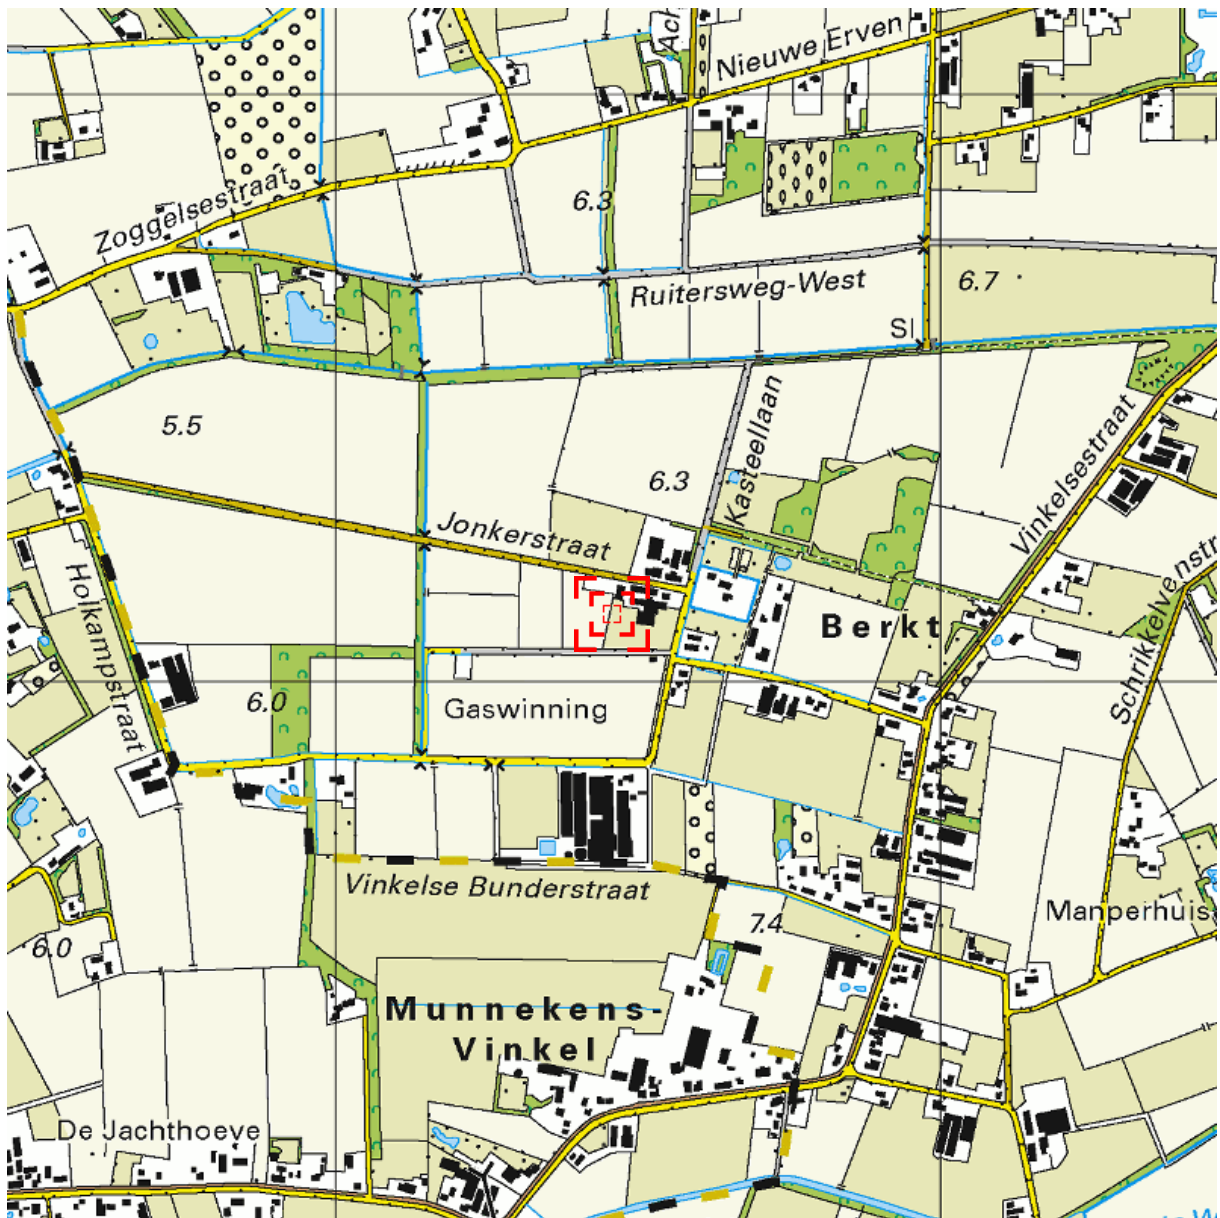 Nieuwe Erven
Zoggelsestraat
6.3
Ruitersweg-West
6.7
Sl
5.5
Kasteellaan
6.3
Vinkelsestraat
Jonkerstraat
Holkampstraat
Berkt
6.0
Gaswinning
Vinkelse Bunderstraat
7.4
Manperhuis
6.0
Munnekens-
Vinkel
De Jachthoeve